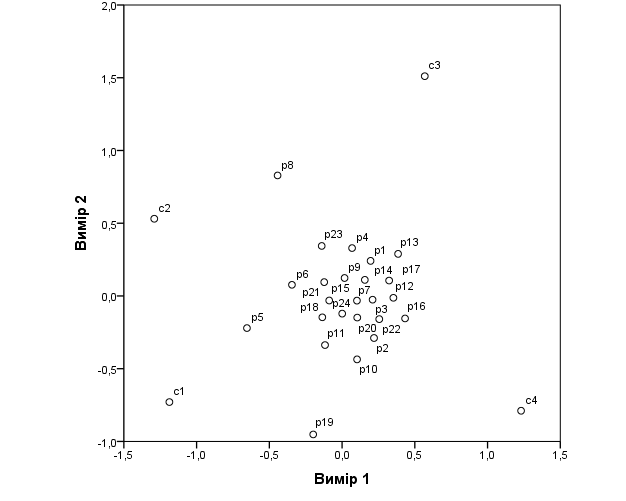 2,0
1,5
1,0
0,5
0,0
-0,5
-1,0
Вимір 2
c3
p8
c2
p23
p4
p13
p1
p9
p14
p17
p6
p21
p15
p7
p12
p18
p24
p3
p16
p5
p11
p20
p22
p2
p10
c1
c4
p19
-1,5
-1,0
-0,5
0,0
0,5
1,0
1,5
Вимір 1